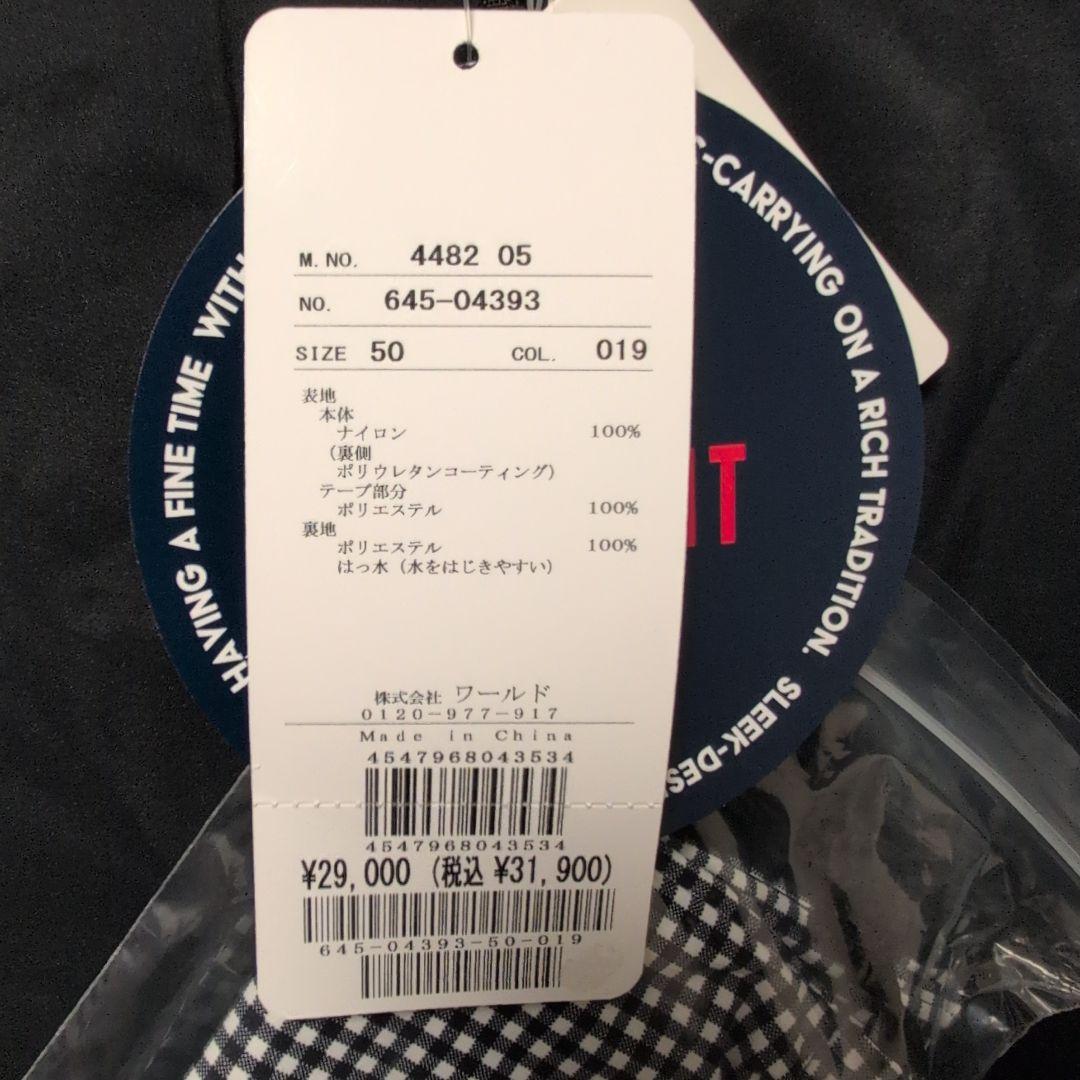 M. NO. 4482 05
NO. 645-04393
SIZE 50 COL. 019
表地
本体
ナイロン 100%
(裏側
ポリウレタンコーティング)
テープ部分
ポリエステル 100%
裏地
ポリエステル 100%
はっ水 (水をはじきやすい)
株式会社 ワールド
0120-977-917
Made in China
4547968043534
4547968043534
¥29,000 (税込 ¥31,900)
645-04393-50-019
HAVING A FINE TIME WITH
-CARRYING ON A RICH TRADITION.
SLEEK-DES
IT